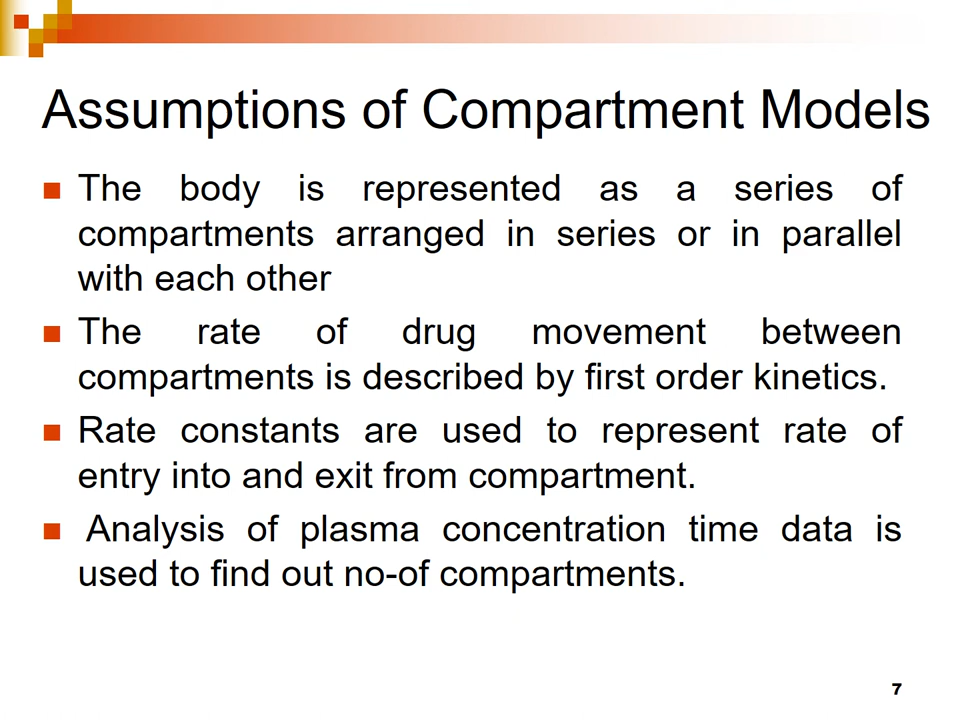 Assumptions of Compartment Models
The body is represented as a series of
compartments arranged in series or in parallel
with each other
The rate of drug movement between
compartments is described by first order kinetics.
Rate constants are used to represent rate of
entry into and exit from compartment.
Analysis of plasma concentration time data is
used to find out no-of compartments.
7